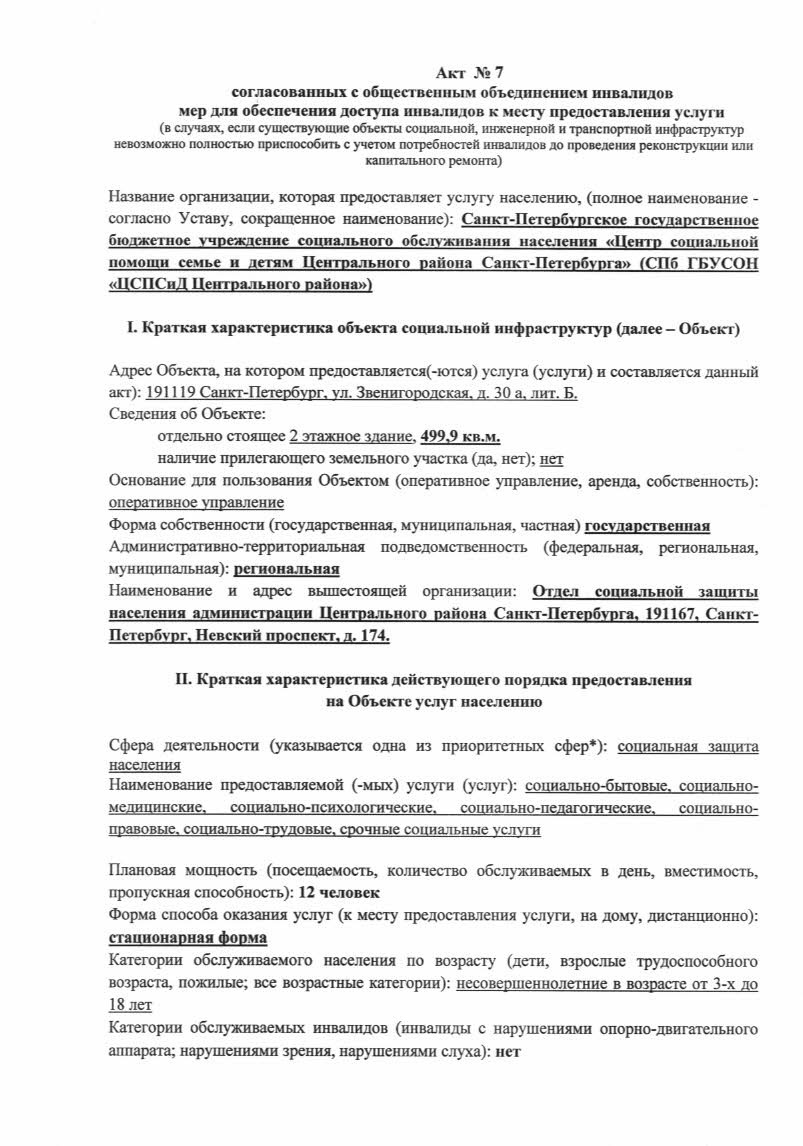 Акт № 7
согласованных с общественным объединением инвалидов
мер для обеспечения доступа инвалидов к месту предоставления услуги
(в случаях, если существующие объекты социальной, инженерной и транспортной инфраструктур
невозможно полностью приспособить с учетом потребностей инвалидов до проведения реконструкции или
капитального ремонта)
Название организации, которая предоставляет услугу населению, (полное наименование -
согласно Уставу, сокращенное наименование): Санкт-Петербургское государственное
бюджетное учреждение социального обслуживания населения «Центр социальной
помощи семье и детям Центрального района Санкт-Петербурга» (СПб ГБУСОН
«ЦСПСиД Центрального района»)
I. Краткая характеристика объекта социальной инфраструктур (далее – Объект)
Адрес Объекта, на котором предоставляется(-ются) услуга (услуги) и составляется данный
акт): 191119 Санкт-Петербург, ул. Звенигородская, д. 30 а, лит. Б.
Сведения об Объекте:
отдельно стоящее 2 этажное здание, 499,9 кв.м.
наличие прилегающего земельного участка (да, нет); нет
Основание для пользования Объектом (оперативное управление, аренда, собственность):
оперативное управление
Форма собственности (государственная, муниципальная, частная) государственная
Административно-территориальная подведомственность (федеральная, региональная,
муниципальная): региональная
Наименование и адрес вышестоящей организации: Отдел социальной защиты
населения администрации Центрального района Санкт-Петербурга, 191167, Санкт-
Петербург, Невский проспект, д. 174.
II. Краткая характеристика действующего порядка предоставления
на Объекте услуг населению
Сфера деятельности (указывается одна из приоритетных сфер*): социальная защита
населения
Наименование предоставляемой (-мых) услуги (услуг): социально-бытовые, социально-
медицинские, социально-психологические, социально-педагогические, социально-
правовые, социально-трудовые, срочные социальные услуги
Плановая мощность (посещаемость, количество обслуживаемых в день, вместимость,
пропускная способность): 12 человек
Форма способа оказания услуг (к месту предоставления услуги, на дому, дистанционно):
стационарная форма
Категории обслуживаемого населения по возрасту (дети, взрослые трудоспособного
возраста, пожилые; все возрастные категории): несовершеннолетние в возрасте от 3-х до
18 лет
Категории обслуживаемых инвалидов (инвалиды с нарушениями опорно-двигательного
аппарата; нарушениями зрения, нарушениями слуха): нет